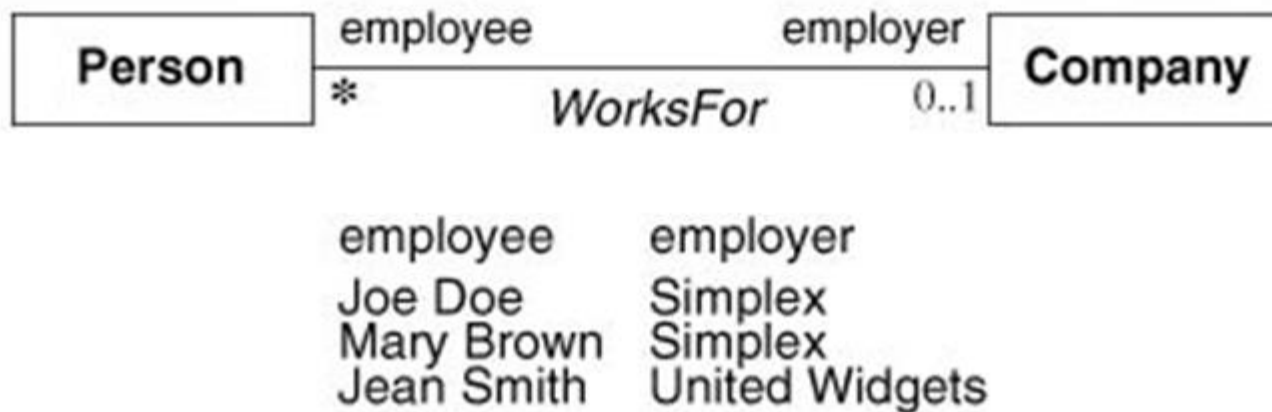 employee employer
Person Company
* WorksFor 0..1
employee employer
Joe Doe Simplex
Mary Brown Simplex
Jean Smith United Widgets